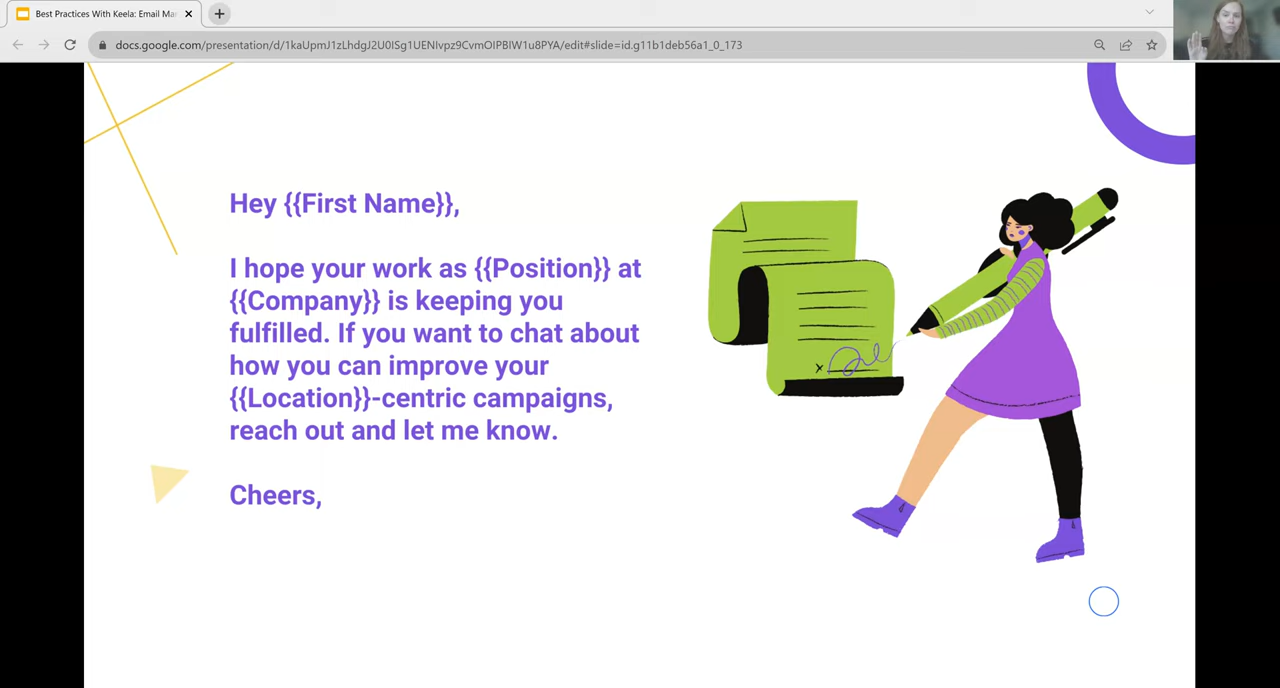 Best Practices With Keela: Email Mar
docs.google.com/presentation/d/1kaUpmJ1zLhdgJ2U0ISg1UENIvpz9CvmOIPBIW1u8PYA/edit#slide=id.g11b1deb56a1_0_173
Hey {{First Name}},
I hope your work as {{Position}} at
{{Company}} is keeping you
fulfilled. If you want to chat about
how you can improve your
{{Location}}-centric campaigns,
reach out and let me know.
Cheers,
x